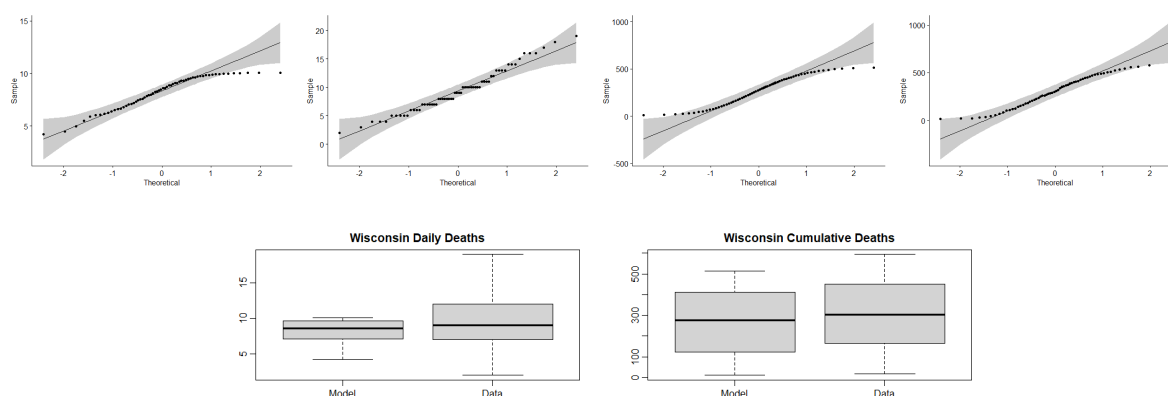 15
10
5
Sample
-2 -1 0 1 2
Theoretical
20
15
10
5
0
Sample
-2 -1 0 1 2
Theoretical
1000
500
0
-500
Sample
-2 -1 0 1 2
Theoretical
1000
500
0
Sample
-2 -1 0 1 2
Theoretical
Wisconsin Daily Deaths
15
10
5
Model Data
Wisconsin Cumulative Deaths
500
300
100
0
Model Data